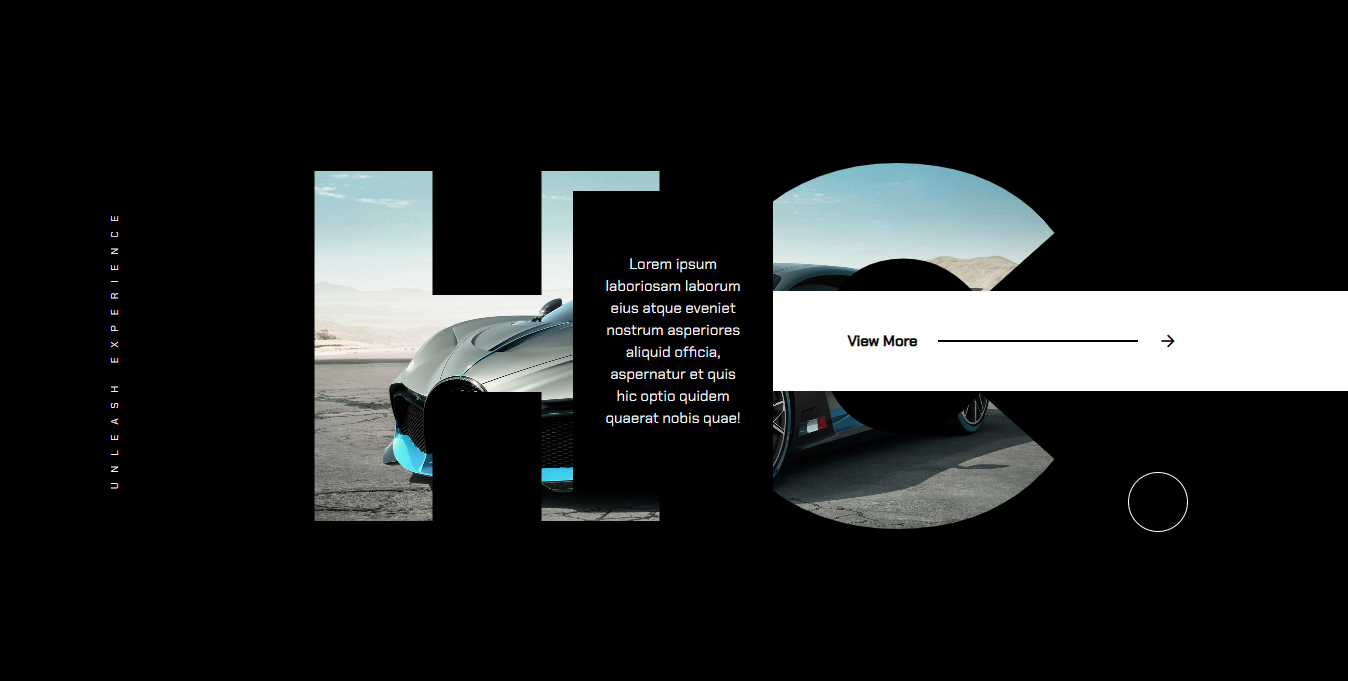 UNLEASH EXPERIENCE
HC
Lorem ipsum
laboriosam laborum
eius atque eveniet
nostrum asperiores
aliquid officia,
aspernatur et quis
hic optio quidem
quaerat nobis quae!
View More